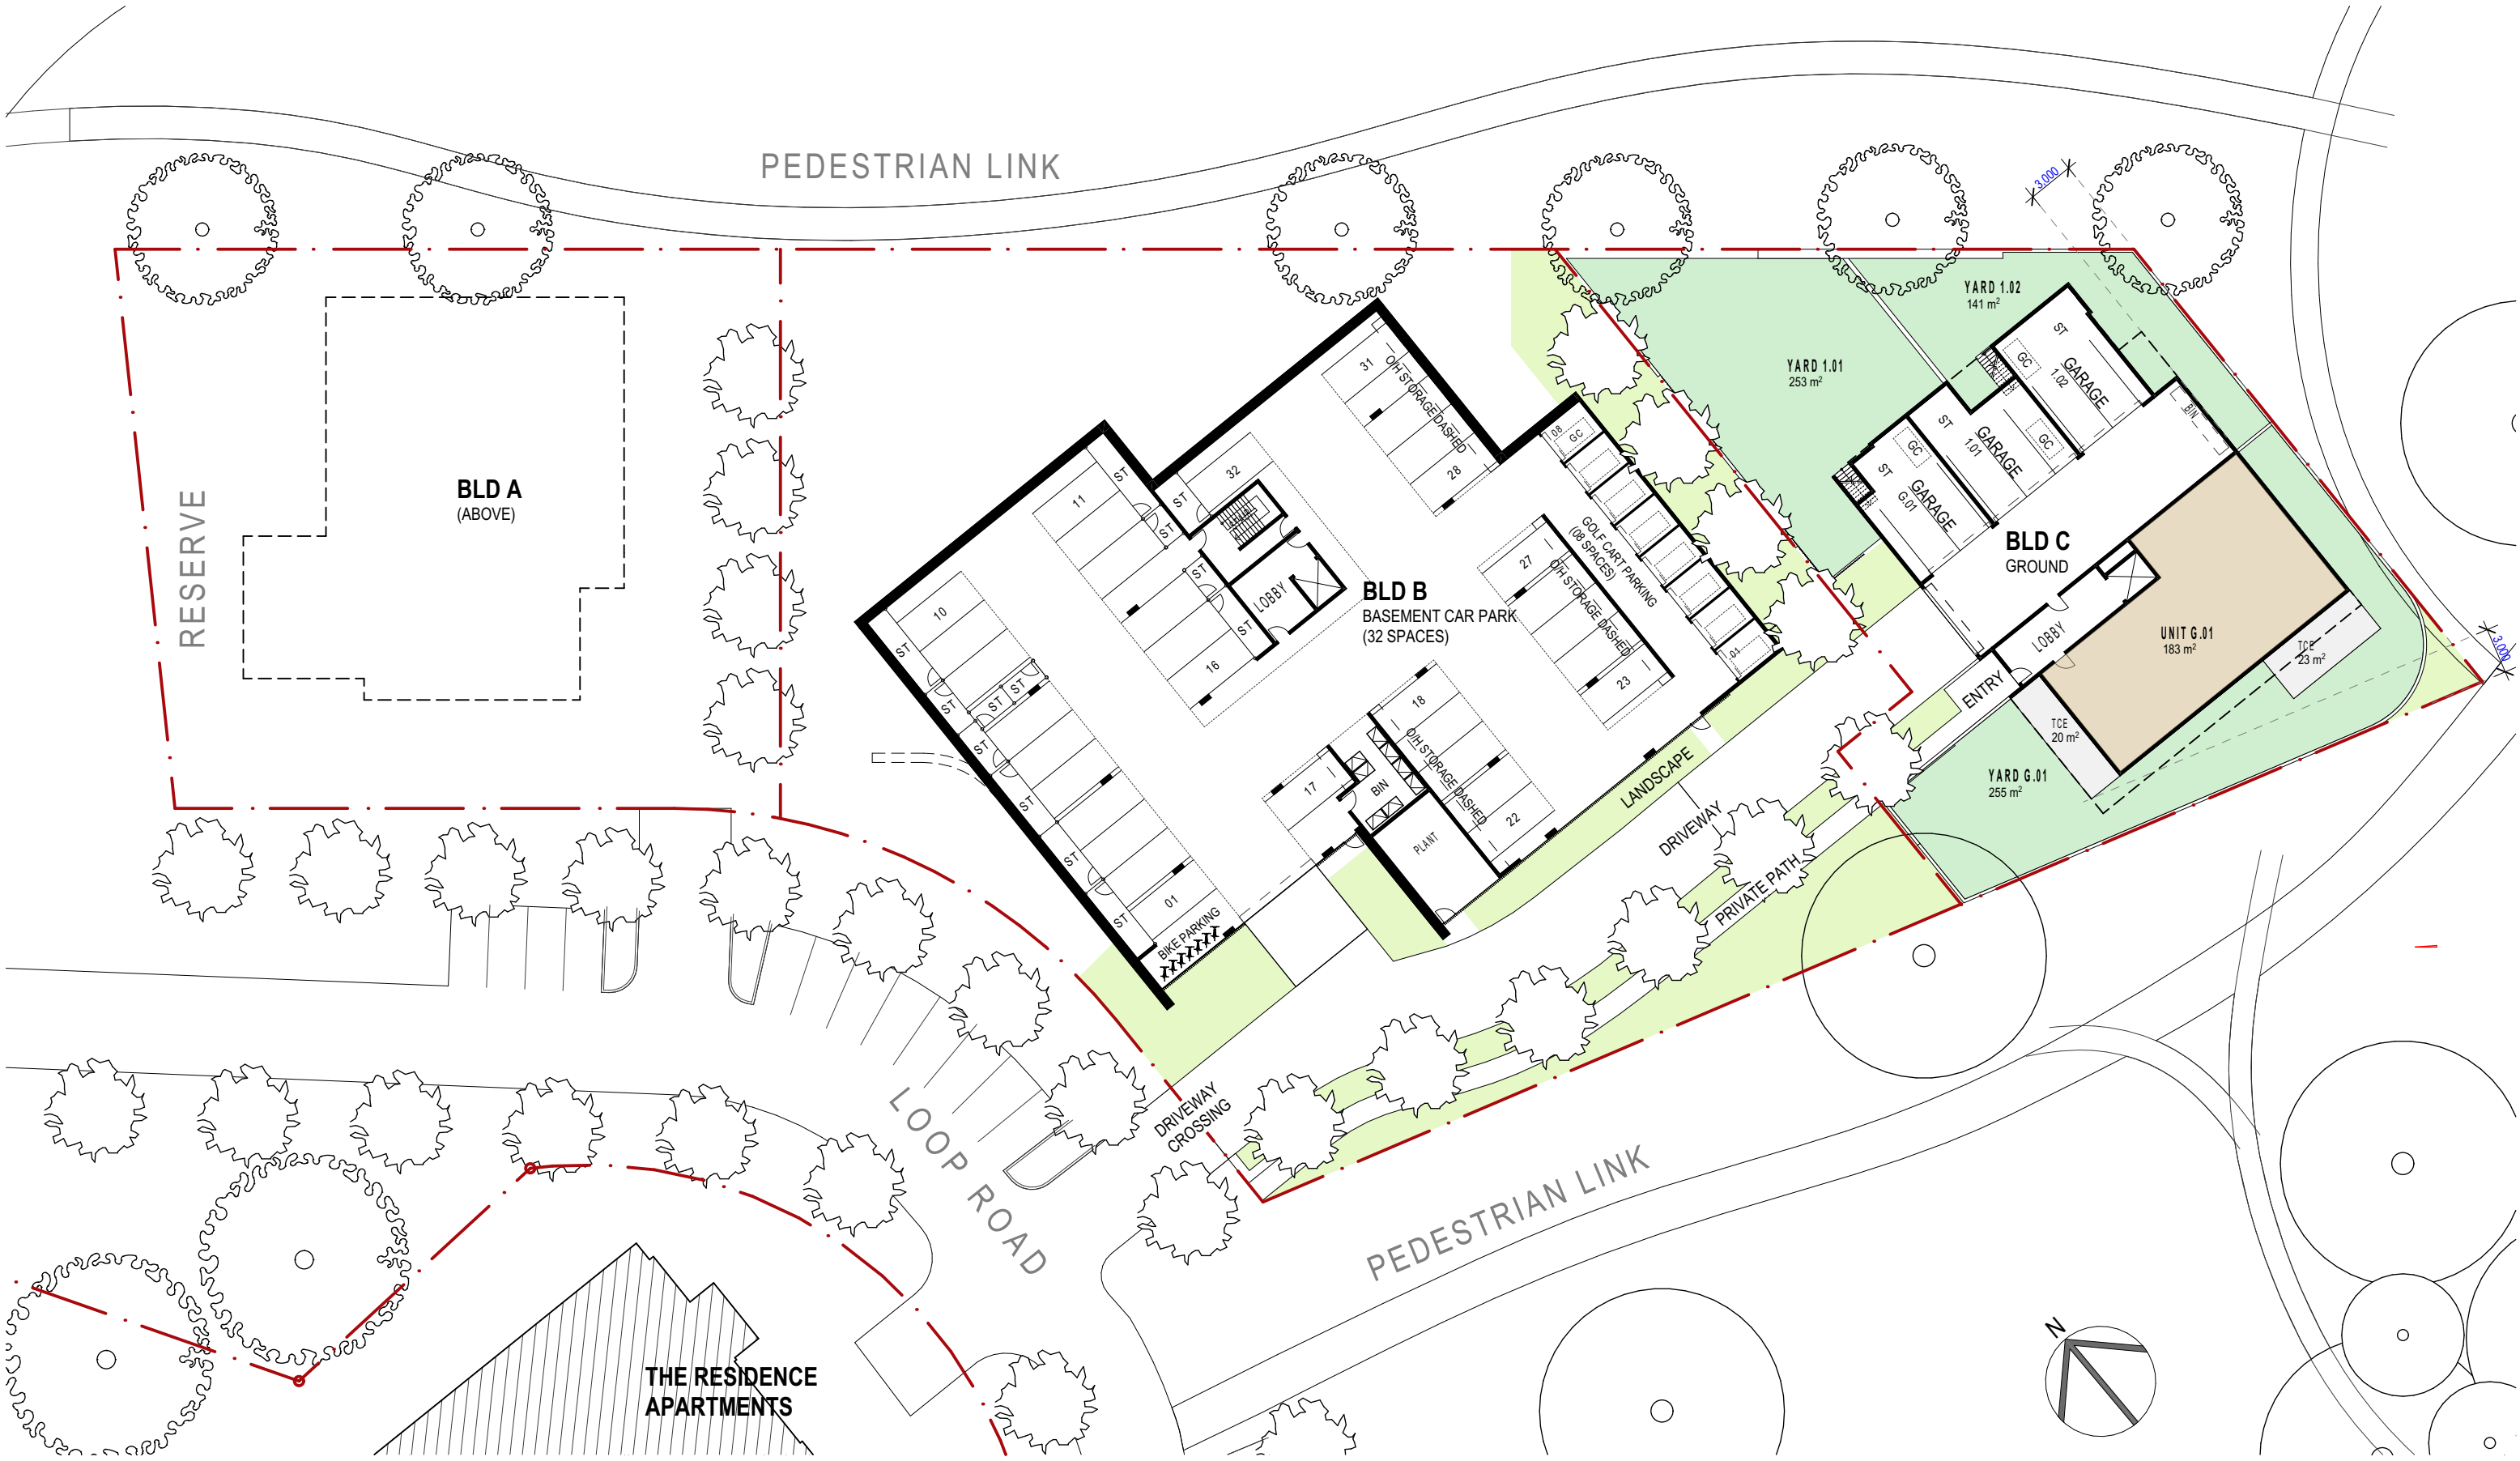 PEDESTRIAN LINK
3.000
YARD 1.02
141 m²
YARD 1.01
253 m²
ST
GC
GARAGE
1.02
BIN
ST
GARAGE
1.01
GC
ST
GC
GARAGE
G.01
RESERVE
BLD A
(ABOVE)
31
O/H STORAGE DASHED
28
08
GC
GOLF CART PARKING
(08 SPACES)
01
ST
11
ST
32
ST
ST
LOBBY
ST
16
BLD B
BASEMENT CAR PARK
(32 SPACES)
27
O/H STORAGE DASHED
23
BLD C
GROUND
LOBBY
UNIT G.01
183 m²
TCE
23 m²
3.000
ENTRY
TCE
20 m²
YARD G.01
255 m²
10
ST
ST
ST
ST
ST
ST
ST
ST
01
BIKE PARKING
17
BIN
18
O/H STORAGE DASHED
22
PLANT
LANDSCAPE
DRIVEWAY
PRIVATE PATH
DRIVEWAY
CROSSING
LOOP ROAD
PEDESTRIAN LINK
THE RESIDENCE
APARTMENTS
N